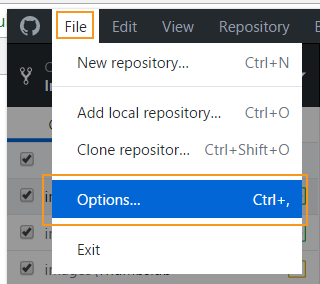 File Edit View Repository
New repository... Ctrl+N
Add local repository... Ctrl+O
Clone repositor... Ctrl+Shift+O
Options... Ctrl+,
Exit